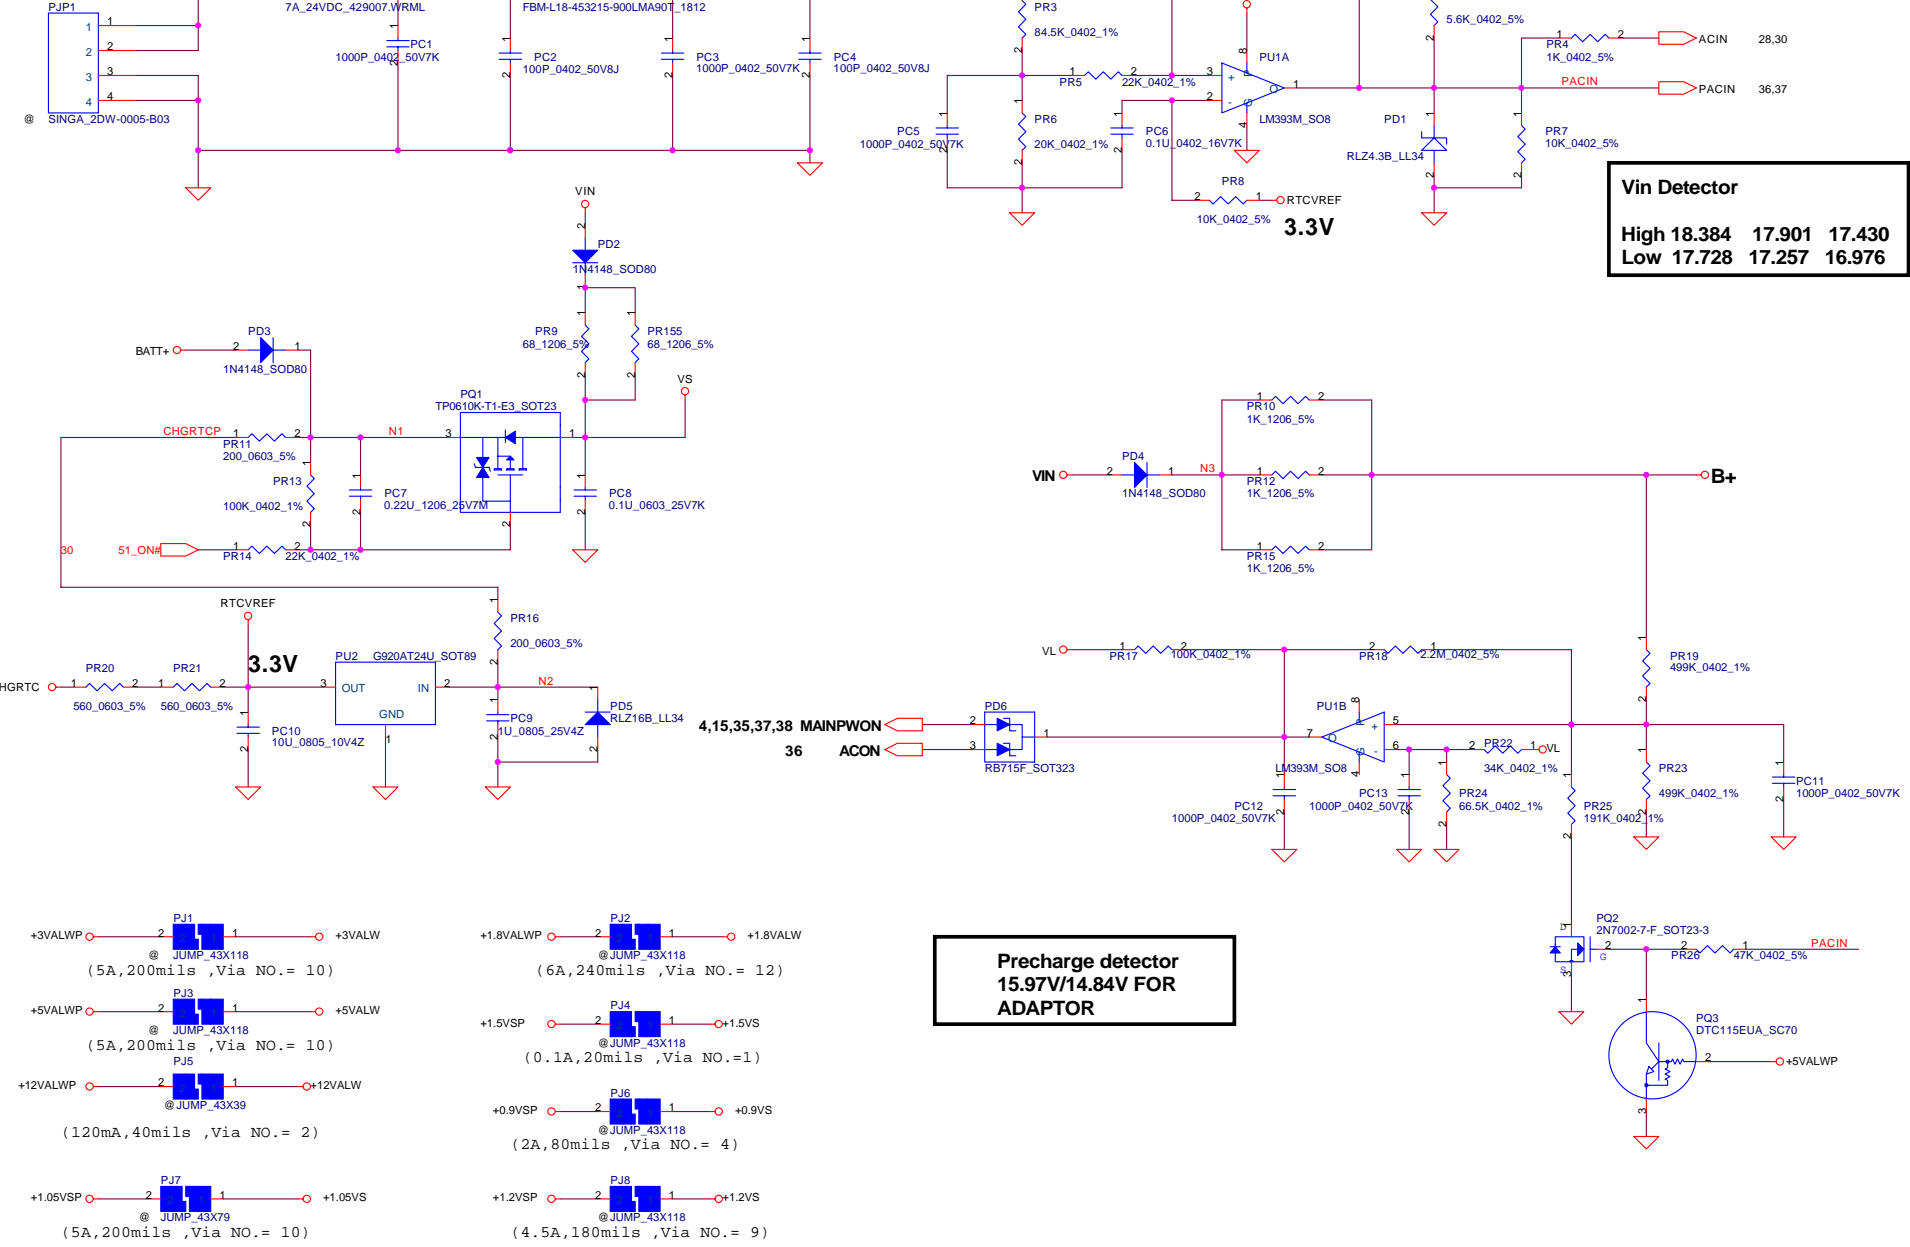 PJP1
1
2
3
4
1
2
3
4
@ SINGA_2DW-0005-B03
7A_24VDC_429007.WRML
FBM-L18-453215-900LMA90T_1812
PC1
1000P_0402_50V7K
PC2
100P_0402_50V8J
PC3
1000P_0402_50V7K
PC4
100P_0402_50V8J
PR3
84.5K_0402_1%
PR5
22K_0402_1%
PC5
1000P_0402_50V7K
PR6
20K_0402_1%
PC6
0.1U_0402_16V7K
PU1A
LM393M_SO8
PR8
10K_0402_5%
RTCVREF
3.3V
5.6K_0402_5%
PR4
1K_0402_5%
ACIN 28,30
PACIN
PACIN 36,37
PD1
RLZ4.3B_LL34
PR7
10K_0402_5%
Vin Detector
High 18.384 17.901 17.430
Low 17.728 17.257 16.976
VIN
PD2
1N4148_SOD80
PR9
68_1206_5%
PR155
68_1206_5%
BATT+
PD3
1N4148_SOD80
VS
PQ1
TP0610K-T1-E3_SOT23
CHGRTCP
PR11
200_0603_5%
N1
PR13
100K_0402_1%
PC7
0.22U_1206_25V7M
PC8
0.1U_0603_25V7K
30 51_ON#
PR14
22K_0402_1%
VIN
PD4
1N4148_SOD80
N3
PR10
1K_1206_5%
PR12
1K_1206_5%
PR15
1K_1206_5%
B+
RTCVREF
3.3V
PU2 G920AT24U_SOT89
OUT
IN
GND
PR16
200_0603_5%
N2
HGRTC
PR20
560_0603_5%
PR21
560_0603_5%
PC10
10U_0805_10V4Z
PC9
1U_0805_25V4Z
PD5
RLZ16B_LL34
VL
PR17
100K_0402_1%
PR18
2.2M_0402_5%
PR19
499K_0402_1%
4,15,35,37,38 MAINPWON
36 ACON
PD6
RB715F_SOT323
PU1B
LM393M_SO8
PR22
34K_0402_1%
VL
PC12
1000P_0402_50V7K
PC13
1000P_0402_50V7K
PR24
66.5K_0402_1%
PR25
191K_0402_1%
PR23
499K_0402_1%
PC11
1000P_0402_50V7K
PQ2
2N7002-7-F_SOT23-3
D
G
S
PR26
47K_0402_5%
PACIN
PQ3
DTC115EUA_SC70
+5VALWP
Precharge detector
15.97V/14.84V FOR
ADAPTOR
PJ1
+3VALWP
+3VALW
@ JUMP_43X118
(5A,200mils ,Via NO.= 10)
PJ3
+5VALWP
+5VALW
@ JUMP_43X118
(5A,200mils ,Via NO.= 10)
PJ5
+12VALWP
+12VALW
@ JUMP_43X39
(120mA,40mils ,Via NO.= 2)
PJ7
+1.05VSP
+1.05VS
@ JUMP_43X79
(5A,200mils ,Via NO.= 10)
PJ2
+1.8VALWP
+1.8VALW
@ JUMP_43X118
(6A,240mils ,Via NO.= 12)
PJ4
+1.5VSP
+1.5VS
@ JUMP_43X118
(0.1A,20mils ,Via NO.=1)
PJ6
+0.9VSP
+0.9VS
@ JUMP_43X118
(2A,80mils ,Via NO.= 4)
PJ8
+1.2VSP
+1.2VS
@ JUMP_43X118
(4.5A,180mils ,Via NO.= 9)